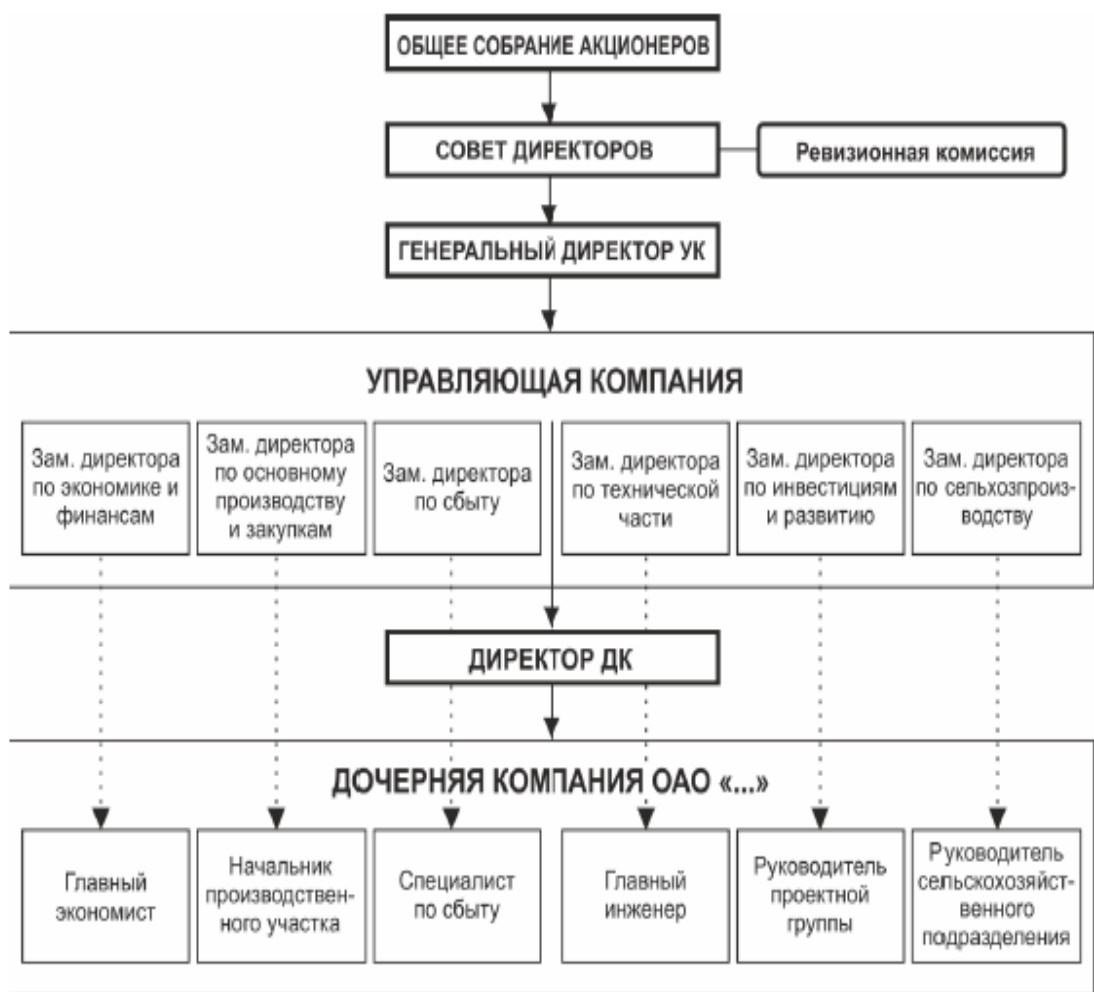 ОБЩЕЕ СОБРАНИЕ АКЦИОНЕРОВ
СОВЕТ ДИРЕКТОРОВ
Ревизионная комиссия
ГЕНЕРАЛЬНЫЙ ДИРЕКТОР УК
УПРАВЛЯЮЩАЯ КОМПАНИЯ
Зам. директора
по экономике и
финансам
Зам. директора
по основному
производству
и закупкам
Зам. директора
по сбыту
Зам. директора
по технической
части
Зам. директора
по инвестициям
и развитию
Зам. директора
по сельхозпроиз-
водству
ДИРЕКТОР ДК
ДОЧЕРНЯЯ КОМПАНИЯ ОАО «...»
Главный
экономист
Начальник
производствен-
ного участка
Специалист
по сбыту
Главный
инженер
Руководитель
проектной
группы
Руководитель
сельскохозяйст-
венного
подразделения